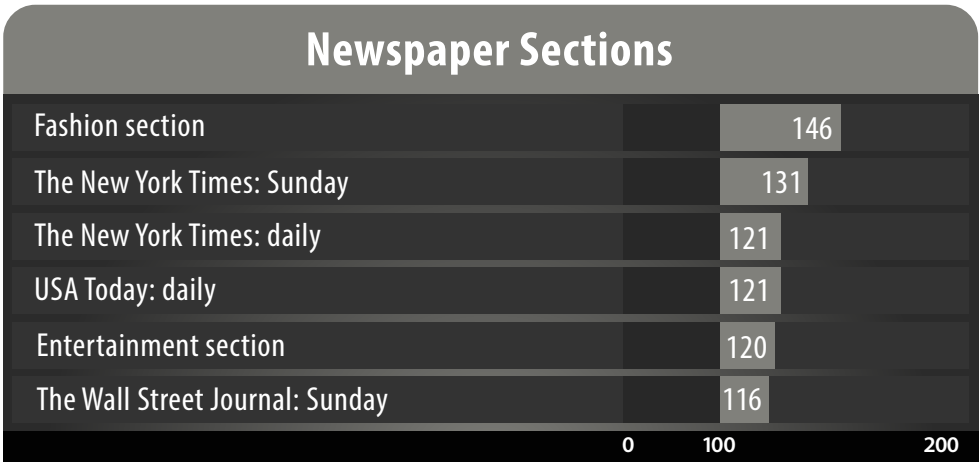 Newspaper Sections
Fashion section 146
The New York Times: Sunday 131
The New York Times: daily 121
USA Today: daily 121
Entertainment section 120
The Wall Street Journal: Sunday 116
0 100 200